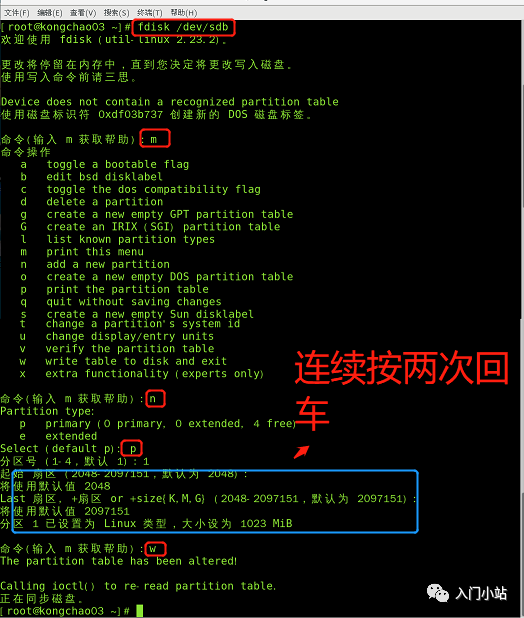 文件(F) 编辑(E) 查看(V) 搜索(S) 终端(T) 帮助(H)
[root@kongchao03 ~]# fdisk /dev/sdb
欢迎使用 fdisk (util-linux 2.23.2)。
更改将停留在内存中，直到您决定将更改写入磁盘。
使用写入命令前请三思。
Device does not contain a recognized partition table
使用磁盘标识符 0xdf03b737 创建新的 DOS 磁盘标签。
命令(输入 m 获取帮助)：m
命令操作
a   toggle a bootable flag
b   edit bsd disklabel
c   toggle the dos compatibility flag
d   delete a partition
g   create a new empty GPT partition table
G   create an IRIX (SGI) partition table
l   list known partition types
m   print this menu
n   add a new partition
o   create a new empty DOS partition table
p   print the partition table
q   quit without saving changes
s   create a new empty Sun disklabel
t   change a partition's system id
u   change display/entry units
v   verify the partition table
w   write table to disk and exit
x   extra functionality (experts only)
连续按两次回
车
命令(输入 m 获取帮助)：n
Partition type:
p   primary (0 primary, 0 extended, 4 free)
e   extended
Select (default p): p
分区号 (1-4，默认 1)：1
起始 扇区 (2048-2097151，默认为 2048)：
将使用默认值 2048
Last 扇区, +扇区 or +size{K,M,G} (2048-2097151，默认为 2097151)：
将使用默认值 2097151
分区 1 已设置为 Linux 类型，大小设为 1023 MiB
命令(输入 m 获取帮助)：w
The partition table has been altered!
Calling ioctl() to re-read partition table.
正在同步磁盘。
[root@kongchao03 ~]#
入门小站